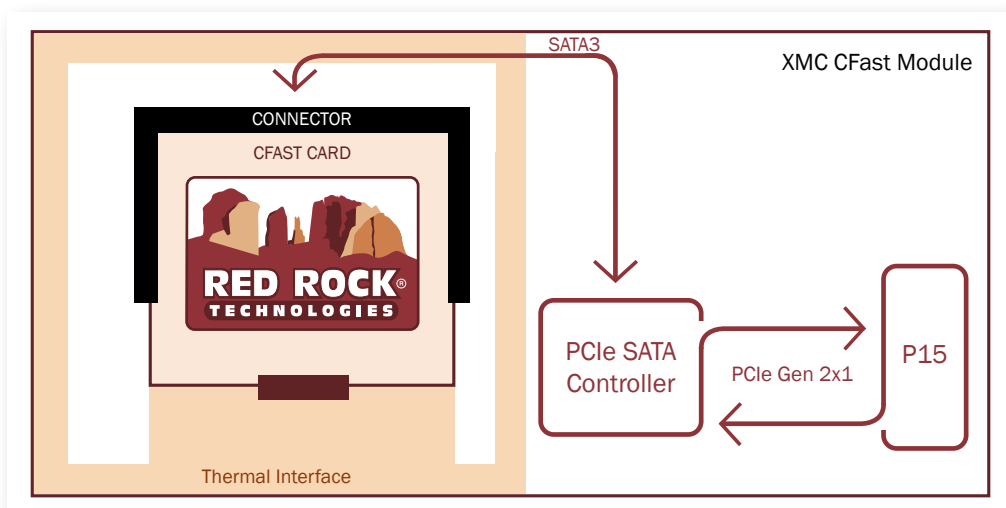 SATA3
XMC CFast Module
CONNECTOR
CFAST CARD
RED ROCK®
TECHNOLOGIES
PCIe SATA
Controller
PCIe Gen 2x1
P15
Thermal Interface